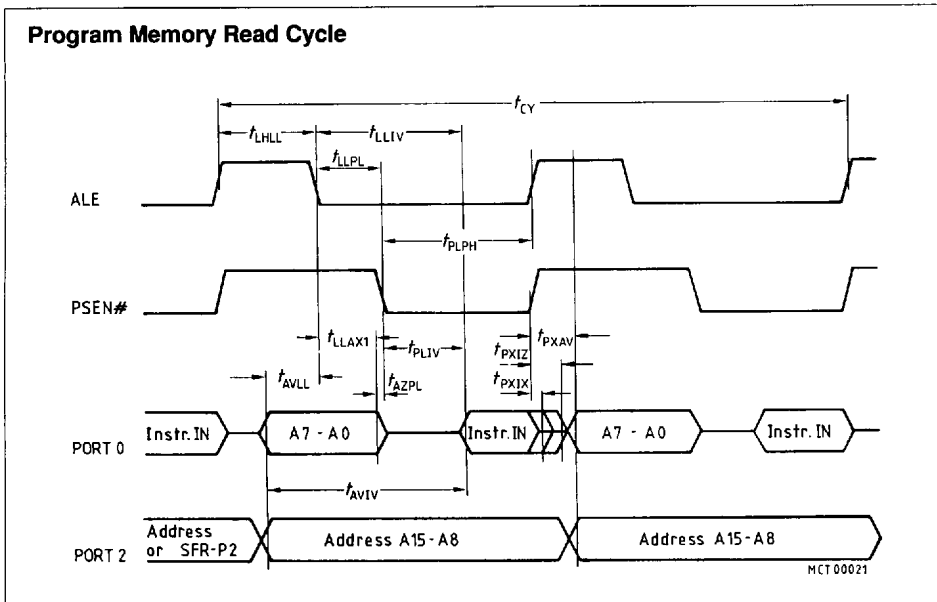 Program Memory Read Cycle
tCY
tLHLL
tLLIV
tLLPL
ALE
tPLPH
PSEN#
tLLAX1
tPLIV
tPXAV
tPXIZ
tAVLL
tAZPL
tPXIX
PORT 0
Instr. IN
A7 - A0
Instr. IN
A7 - A0
Instr. IN
tAVIV
PORT 2
Address
or SFR-P2
Address A15-A8
Address A15-A8
MCT00021